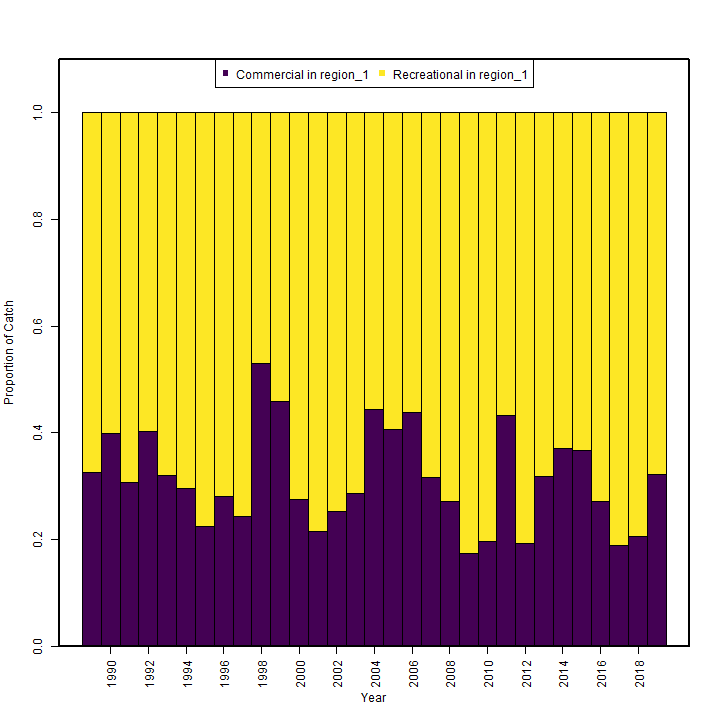 Commercial in region_1 Recreational in region_1
Proportion of Catch
1.0
0.8
0.6
0.4
0.2
0.0
1990 1992 1994 1996 1998 2000 2002 2004 2006 2008 2010 2012 2014 2016 2018
Year